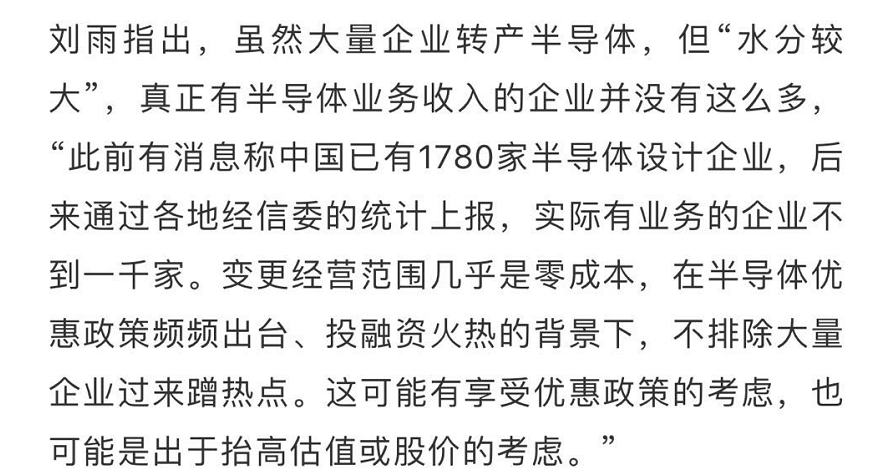 刘雨指出，虽然大量企业转产半导体，但“水分较
大”，真正有半导体业务收入的企业并没有这么多，
“此前有消息称中国已有1780家半导体设计企业，后
来通过各地经信委的统计上报，实际有业务的企业不
到一千家。变更经营范围几乎是零成本，在半导体优
惠政策频频出台、投融资火热的背景下，不排除大量
企业过来蹭热点。这可能有享受优惠政策的考虑，也
可能是出于抬高估值或股价的考虑。”